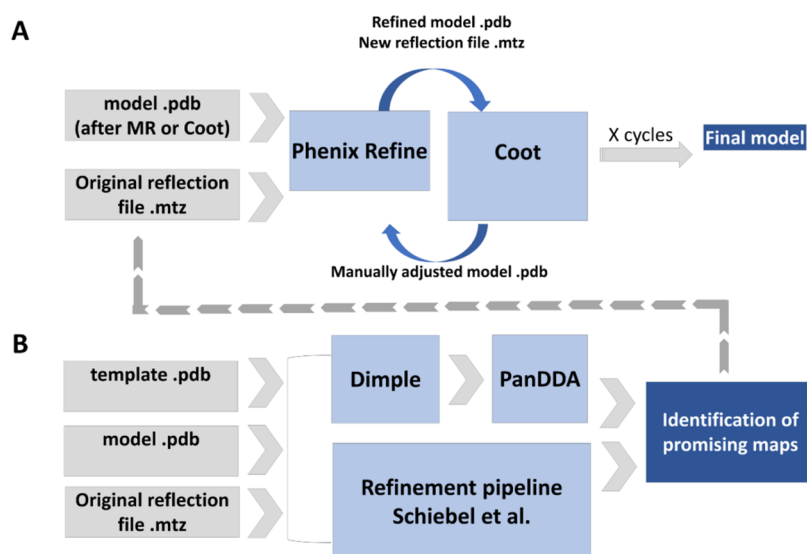 A
Refined model .pdb
New reflection file .mtz
model .pdb
(after MR or Coot)
Original reflection
file .mtz
Phenix Refine
Coot
X cycles
Final model
Manually adjusted model .pdb
B
template .pdb
model .pdb
Original reflection
file .mtz
Dimple
PanDDA
Refinement pipeline
Schiebel et al.
Identification of
promising maps